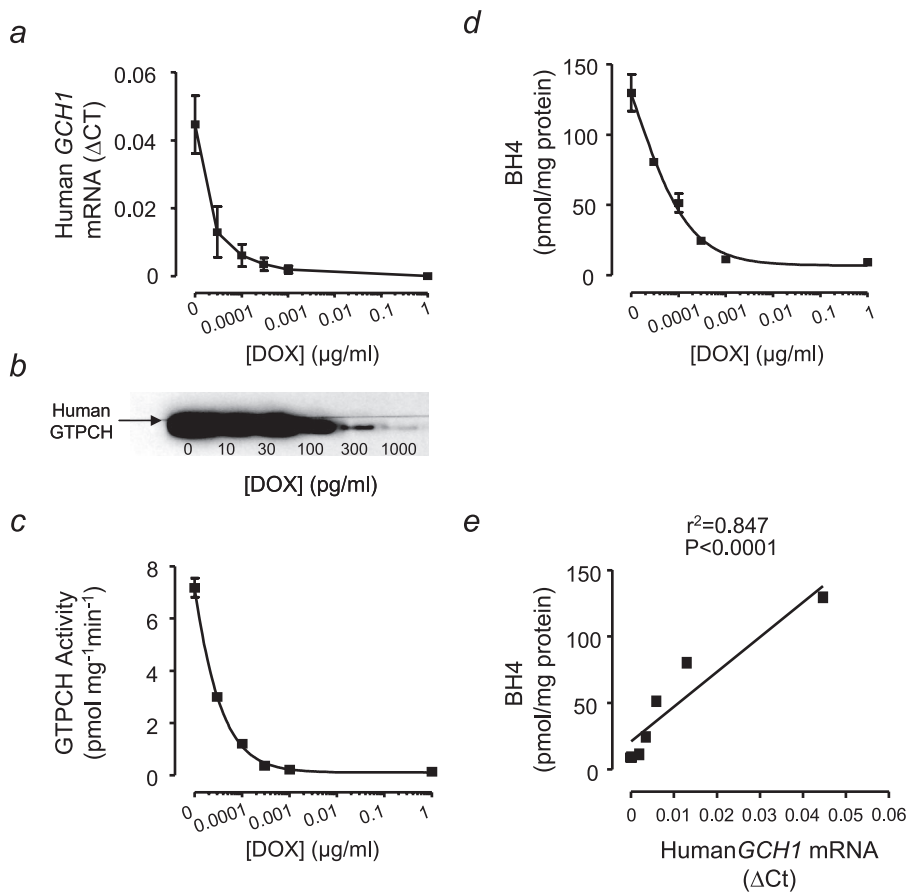 a
0.06
0.04
0.02
0
Human GCH1
mRNA (ΔCT)
0
0.0001
0.001
0.01
0.1
1
[DOX] (µg/ml)
b
Human
GTPCH
0 10 30 100 300 1000
[DOX] (pg/ml)
c
8
6
4
2
0
GTPCH Activity
(pmol mg⁻¹min⁻¹)
0
0.0001
0.001
0.01
0.1
1
[DOX] (µg/ml)
d
150
100
50
0
BH4
(pmol/mg protein)
0
0.0001
0.001
0.01
0.1
1
[DOX] (µg/ml)
e
r²=0.847
P<0.0001
150
100
50
0
BH4
(pmol/mg protein)
0 0.01 0.02 0.03 0.04 0.05 0.06
HumanGCH1 mRNA
(ΔCt)